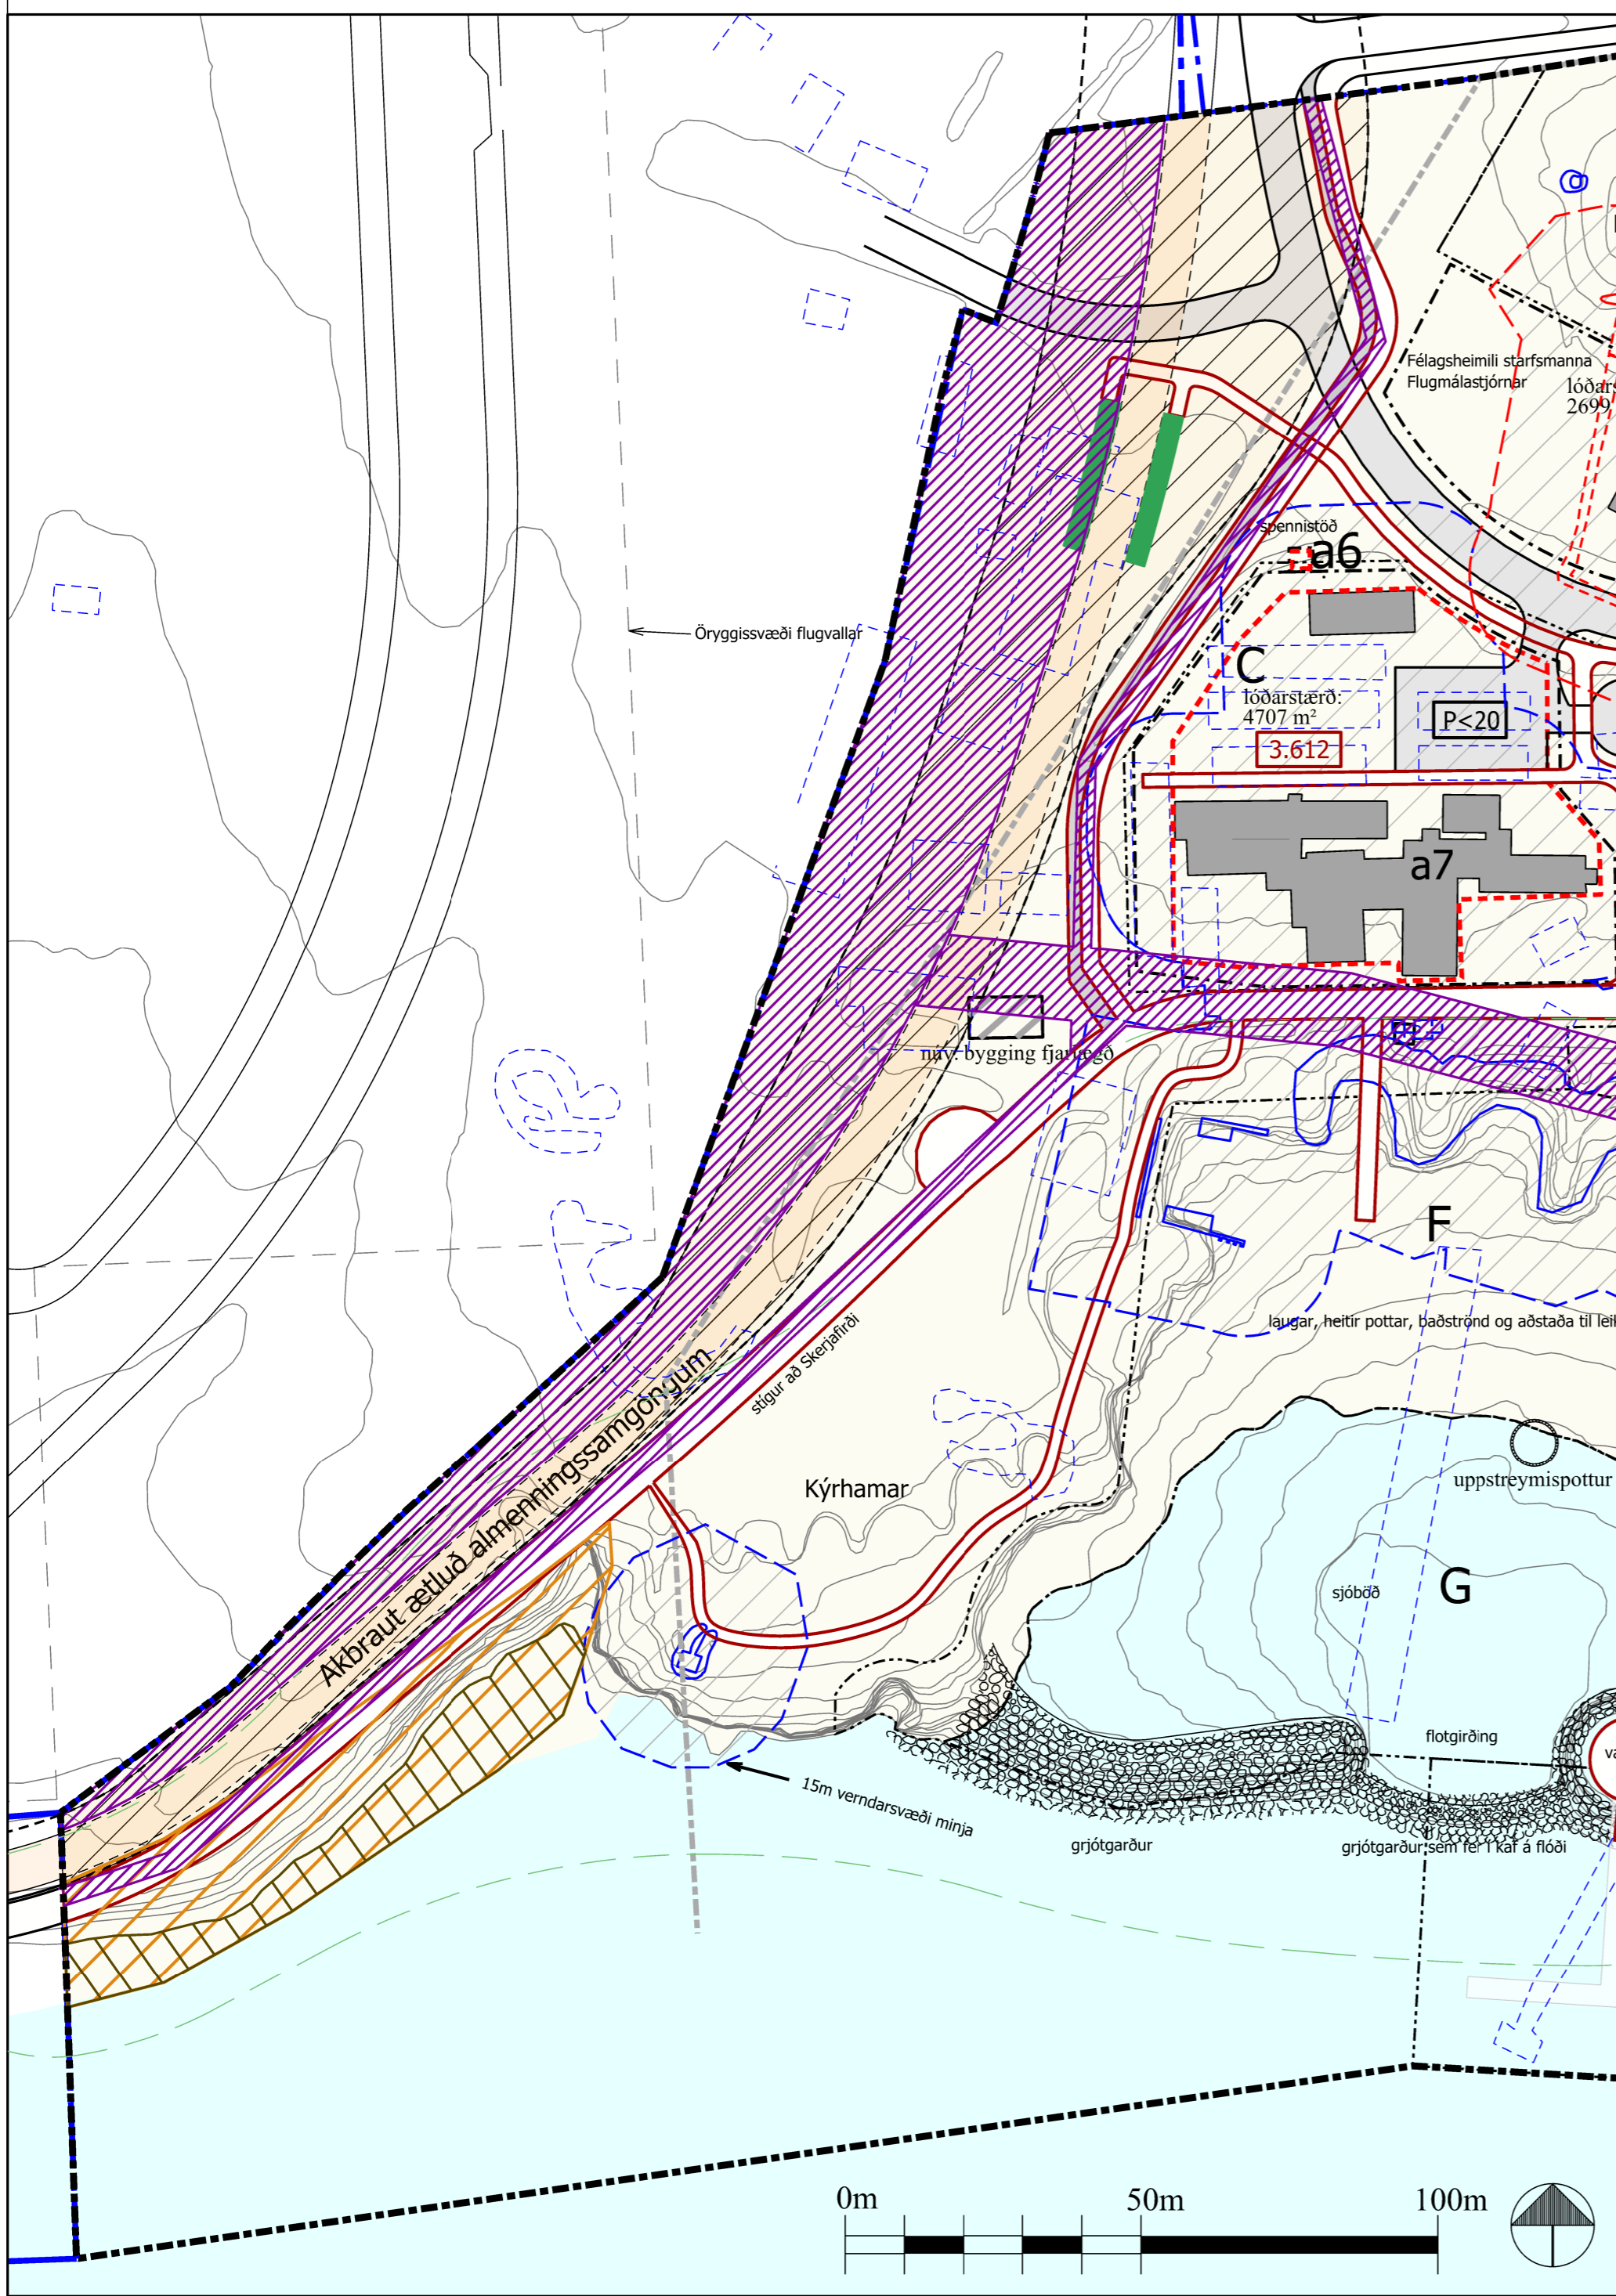 Félagsheimili starfsmanna
Flugmálastjórnar
2699
spennistöð
a6
Öryggissvæði flugvallar
C
lóðarstærð:
4707 m²
P<20
3.612
a7
núv. bygging fjarlægð
F
laugar, heitir pottar, baðströnd og aðstaða til
stígur að Skerjafirði
Akbraut ætluð almenningssamgöngum
uppstreymispottur
Kýrhamar
sjóböð
G
flotgirðing
15m verndarsvæði minja
grjótgarður
grjótgarður sem fer í kaf á flóði
0m 50m 100m